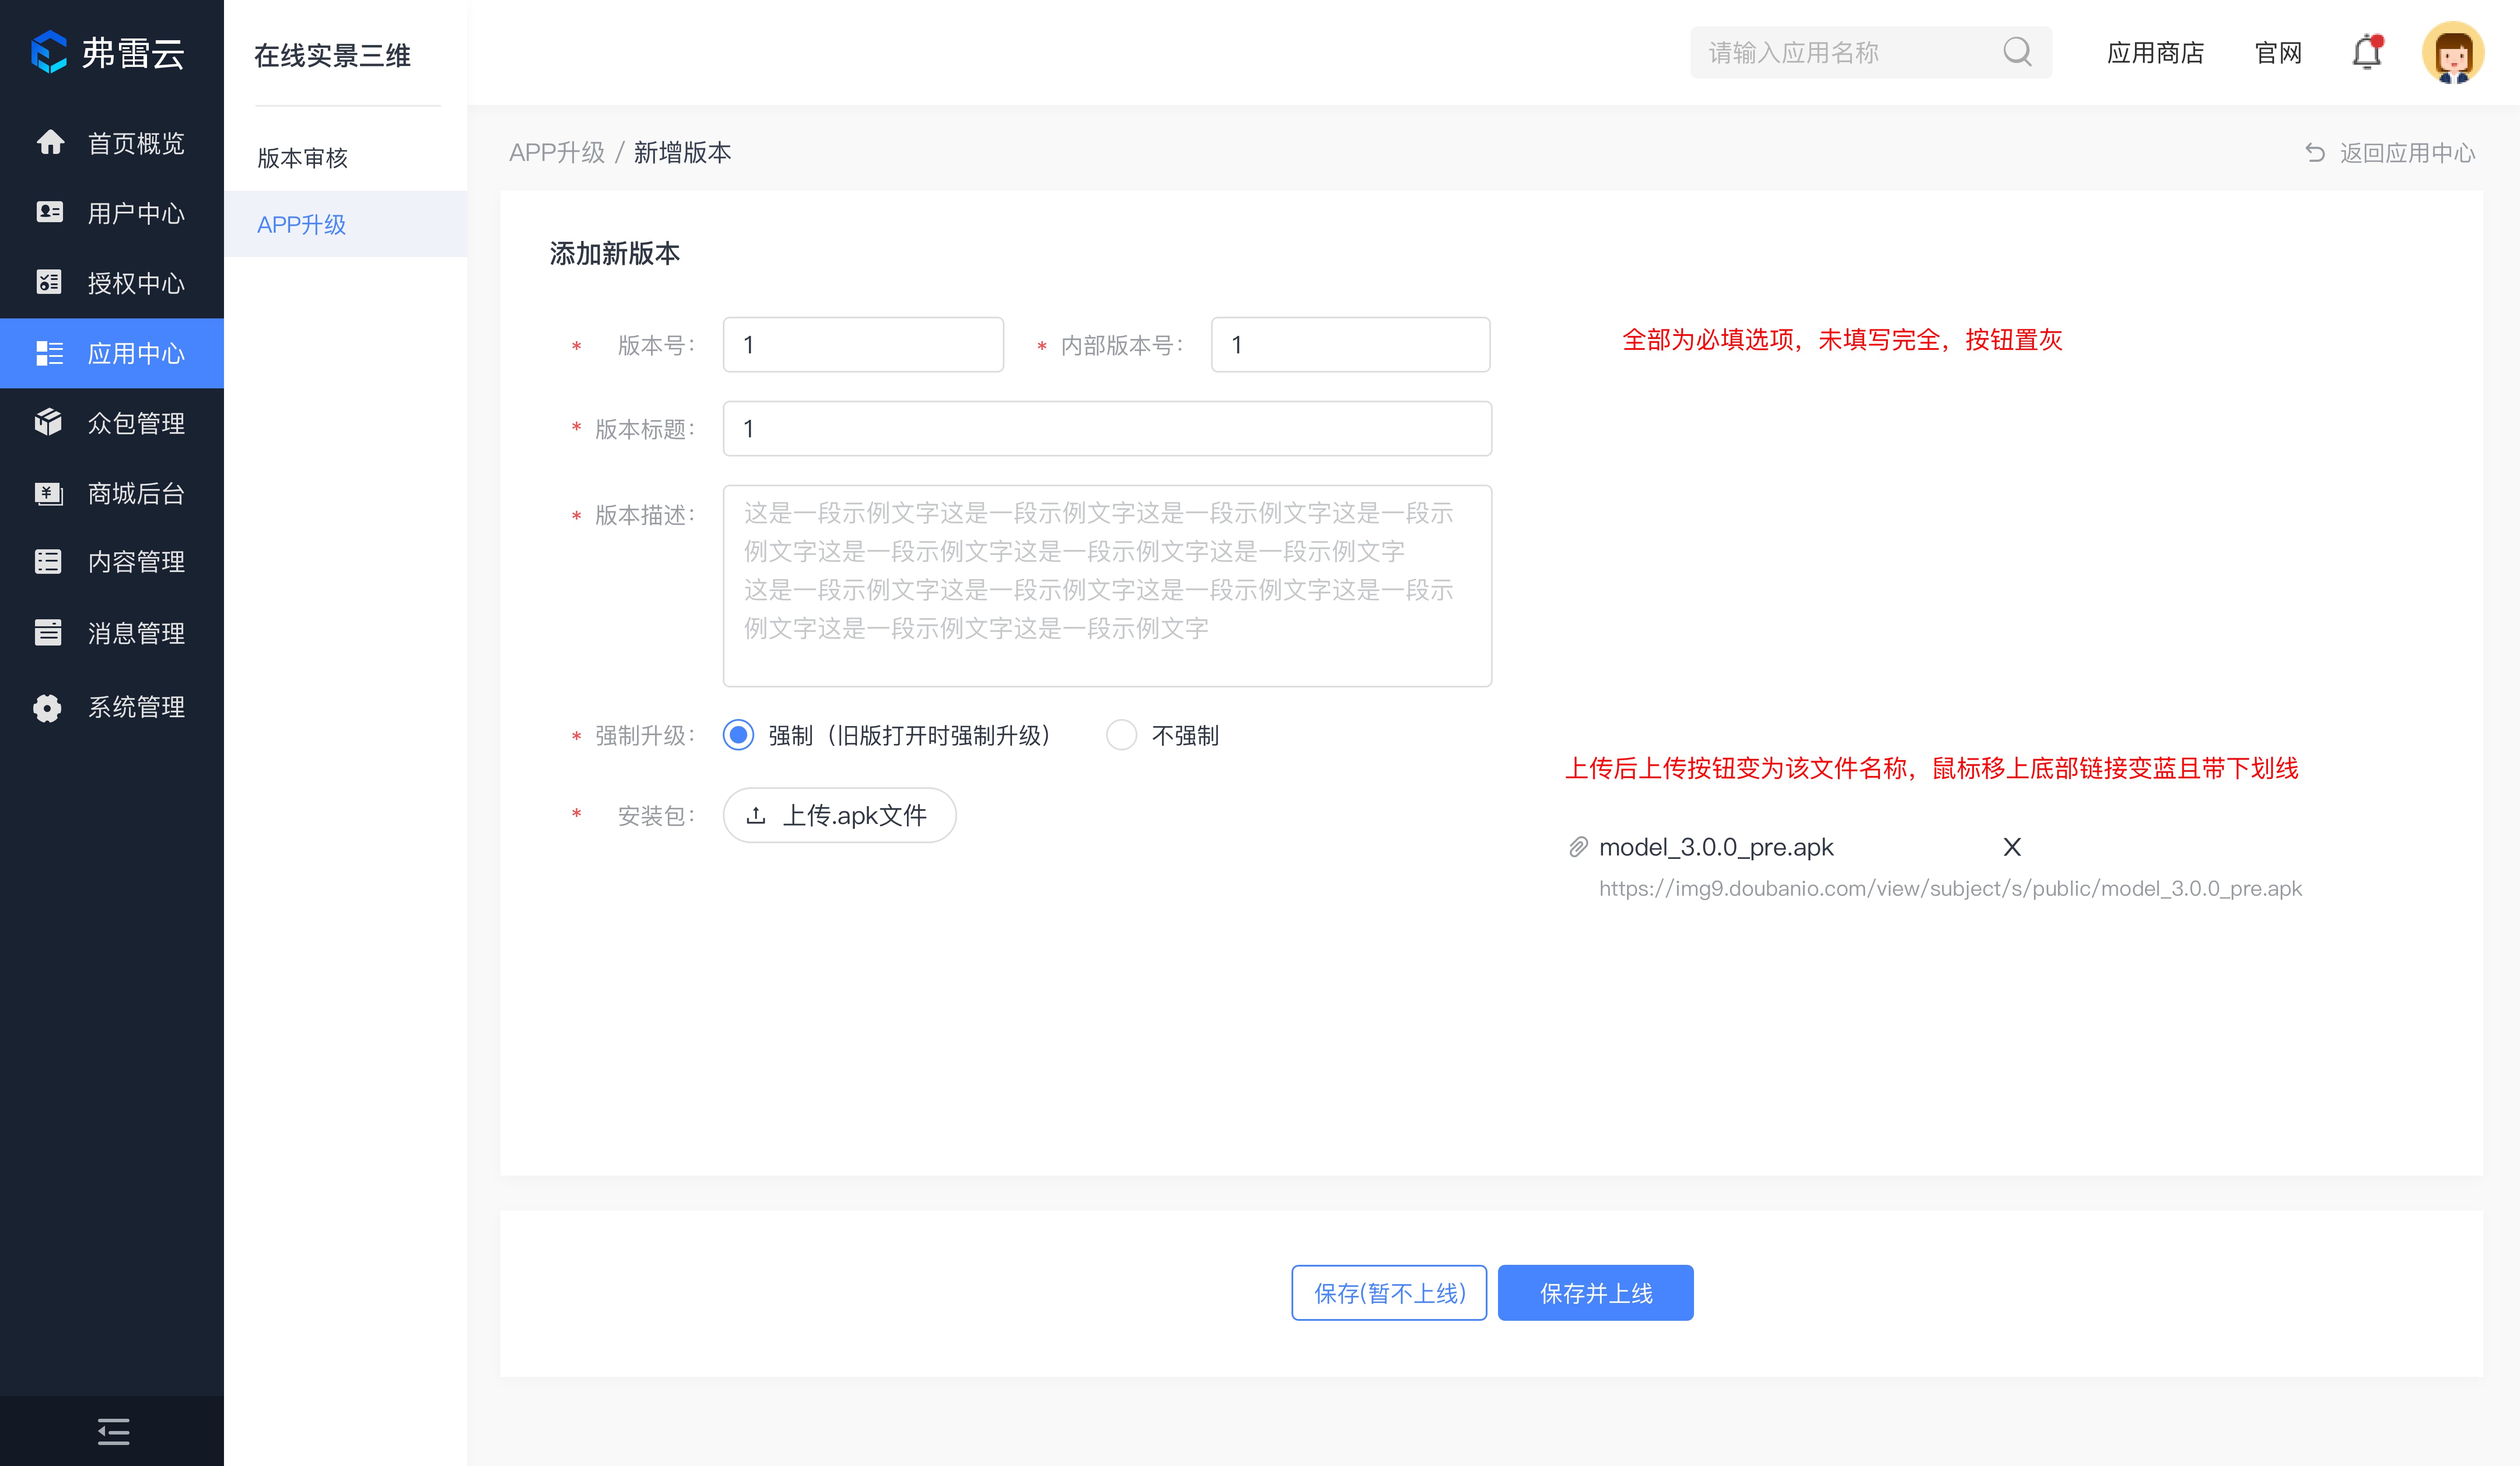 弗雷云
首页概览
用户中心
授权中心
应用中心
众包管理
商城后台
内容管理
消息管理
系统管理
在线实景三维
版本审核
APP升级
请输入应用名称
应用商店
官网
APP升级 / 新增版本
返回应用中心
添加新版本
* 版本号： 1
* 内部版本号： 1
全部为必填选项，未填写完全，按钮置灰
* 版本标题： 1
* 版本描述：
这是一段示例文字这是一段示例文字这是一段示例文字这是一段示
例文字这是一段示例文字这是一段示例文字这是一段示例文字
这是一段示例文字这是一段示例文字这是一段示例文字这是一段示
例文字这是一段示例文字这是一段示例文字
* 强制升级： 强制（旧版打开时强制升级） 不强制
上传后上传按钮变为该文件名称，鼠标移上底部链接变蓝且带下划线
* 安装包： 上传.apk文件
model_3.0.0_pre.apk X
https://img9.doubanio.com/view/subject/s/public/model_3.0.0_pre.apk
保存(暂不上线)
保存并上线